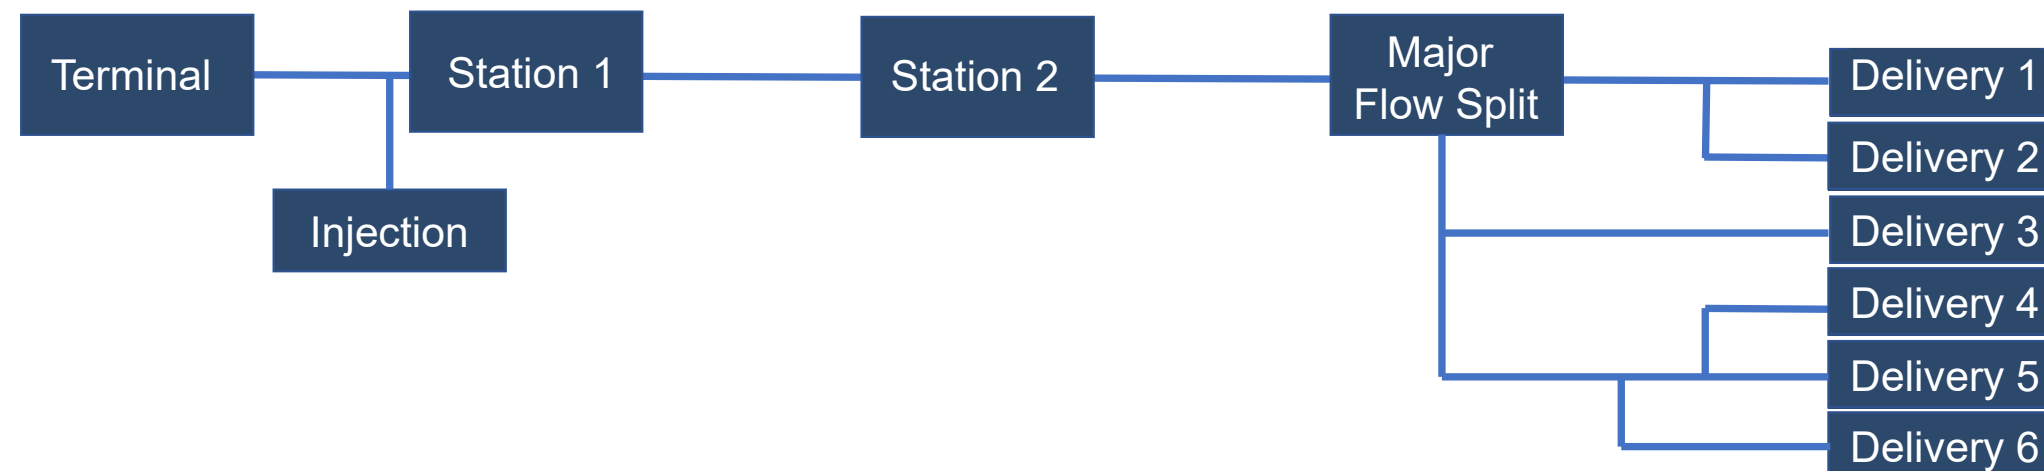 Terminal
Station 1
Station 2
Major
Flow Split
Delivery 1
Delivery 2
Injection
Delivery 3
Delivery 4
Delivery 5
Delivery 6